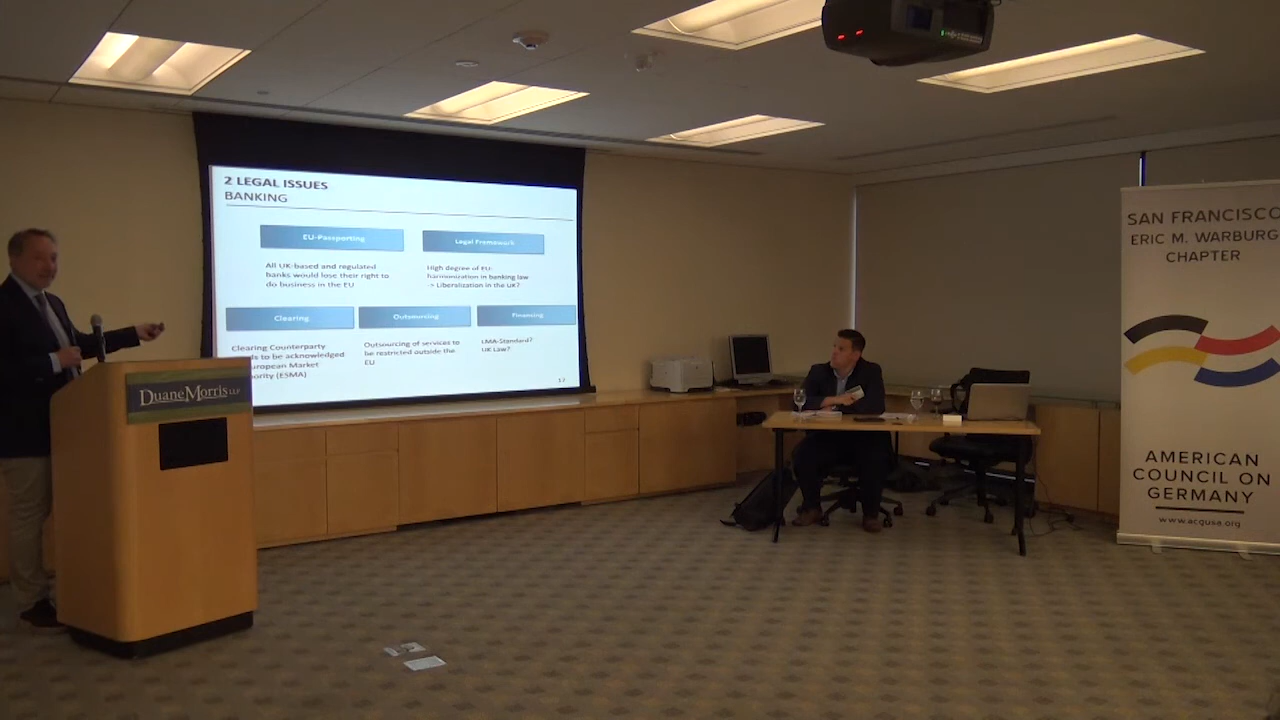 2 LEGAL ISSUES
BANKING
EU-Passporting
Legal Framework
All UK-based and regulated
banks would lose their right to
do business in the EU
High degree of EU:
harmonization in banking law
-> Liberalization in the UK?
Clearing
Outsourcing
Financing
Clearing Counterparty
to be acknowledged
European Market
(ESMA)
Outsourcing of services to
be restricted outside the
EU
LMA-Standard?
UK Law?
17
DuaneMorris LLP
SAN FRANCISCO
ERIC M. WARBURG
CHAPTER
AMERICAN
COUNCIL ON
GERMANY
www.acgusa.org